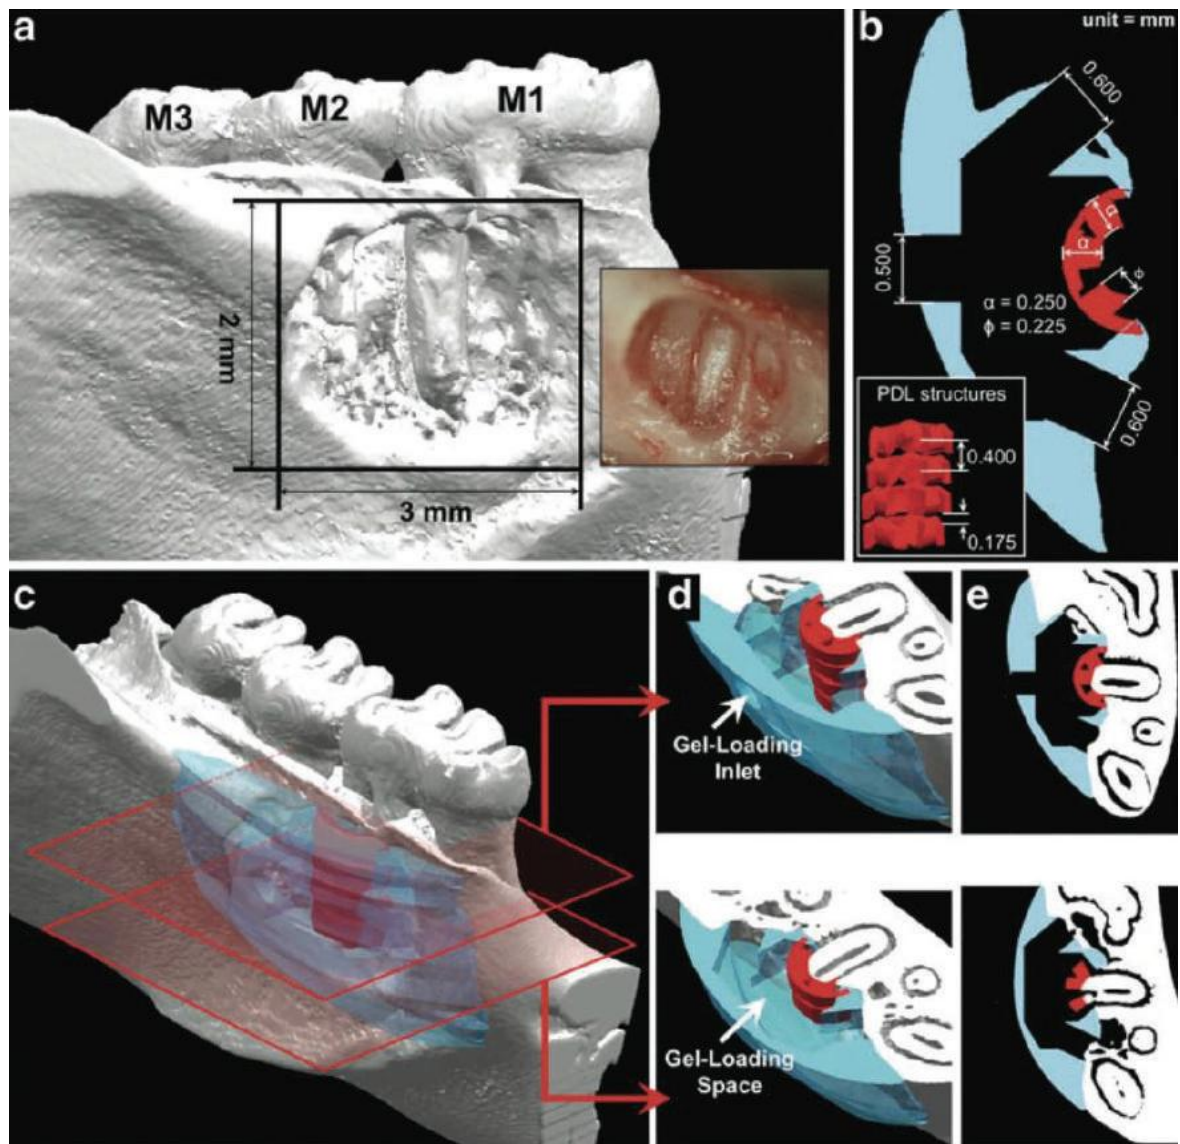 a
M3
M2
M1
2 mm
3 mm
b
unit = mm
0.600
0.500
α
α
ϕ
α = 0.250
ϕ = 0.225
0.600
PDL structures
0.400
0.175
c
d
Gel-Loading
Inlet
Gel-Loading
Space
e